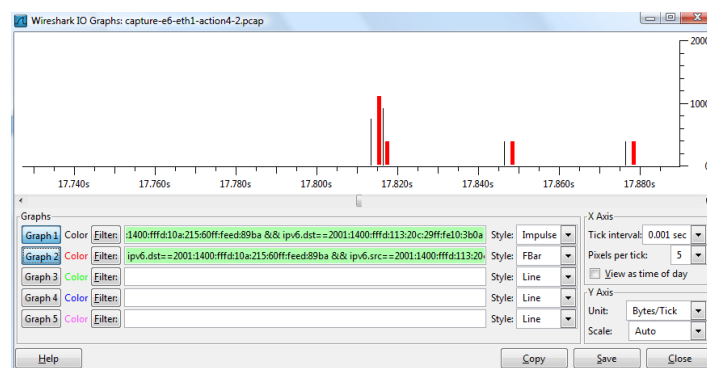 Wireshark IO Graphs: capture-e6-eth1-action4-2.pcap
2000
1000
0
17.740s 17.760s 17.780s 17.800s 17.820s 17.840s 17.860s 17.880s
Graphs
Graph 1 Color Filter: :1400:fffd:10a:215:60ff:feed:89ba && ipv6.dst==2001:1400:fffd:113:20c:29ff:fe10:3b0a Style: Impulse
Graph 2 Color Filter: ipv6.dst==2001:1400:fffd:10a:215:60ff:feed:89ba && ipv6.src==2001:1400:fffd:113:20 Style: FBar
Graph 3 Color Filter: Style: Line
Graph 4 Color Filter: Style: Line
Graph 5 Color Filter: Style: Line
X Axis
Tick interval: 0.001 sec
Pixels per tick: 5
View as time of day
Y Axis
Unit: Bytes/Tick
Scale: Auto
Help Copy Save Close